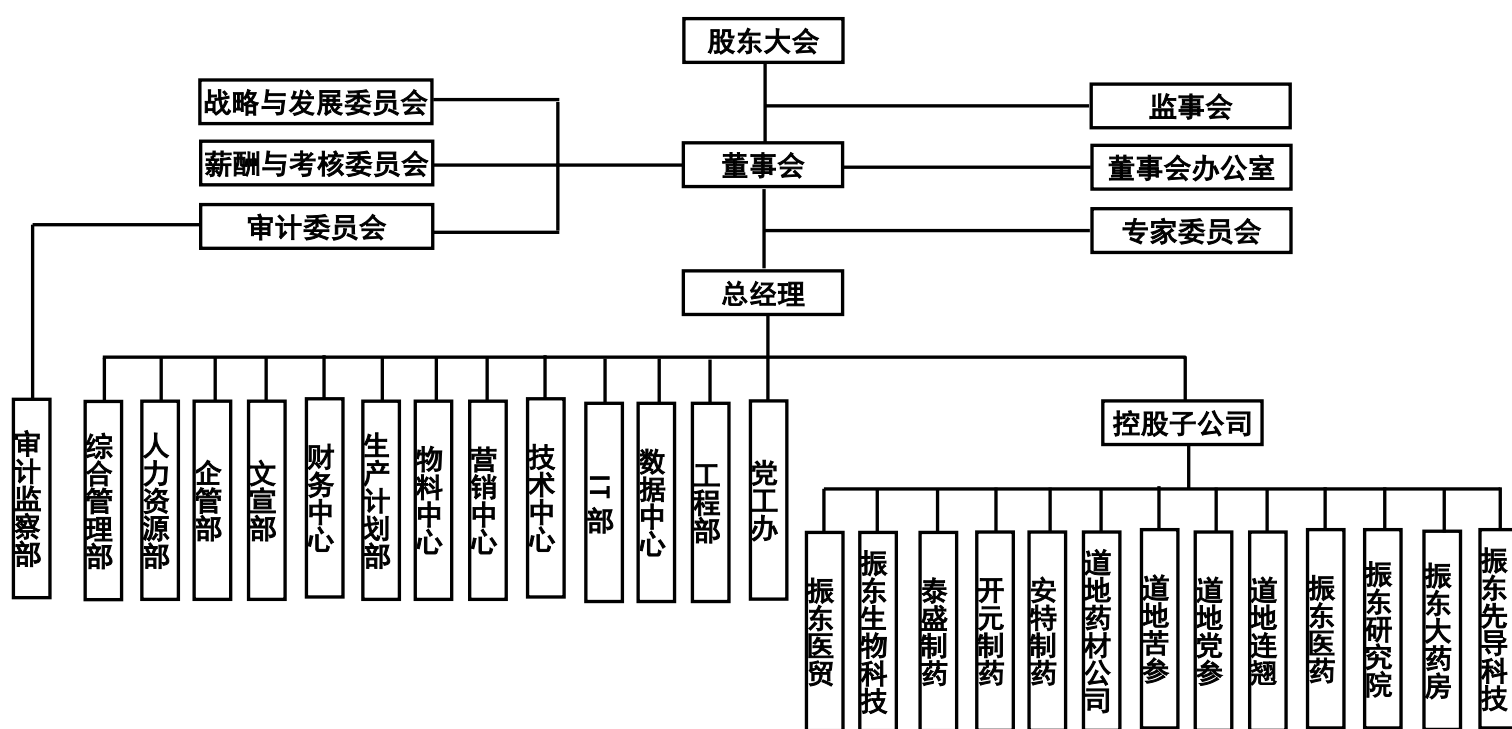 股东大会
战略与发展委员会
监事会
薪酬与考核委员会
董事会
董事会办公室
审计委员会
专家委员会
总经理
审计监察部
综合管理部
人力资源部
企管部
文宣部
财务中心
生产计划部
物料中心
营销中心
技术中心
IT部
数据中心
工程部
党工办
控股子公司
振东医贸
振东生物科技
泰盛制药
开元制药
安特制药
道地药材公司
道地苦参
道地党参
道地连翘
振东医药
振东研究院
振东大药房
振东先导科技